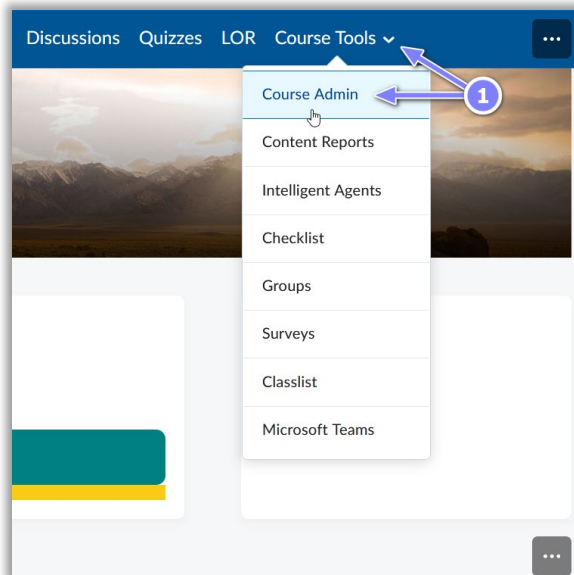 Discussions Quizzes LOR Course Tools
Course Admin
1
Content Reports
Intelligent Agents
Checklist
Groups
Surveys
Classlist
Microsoft Teams